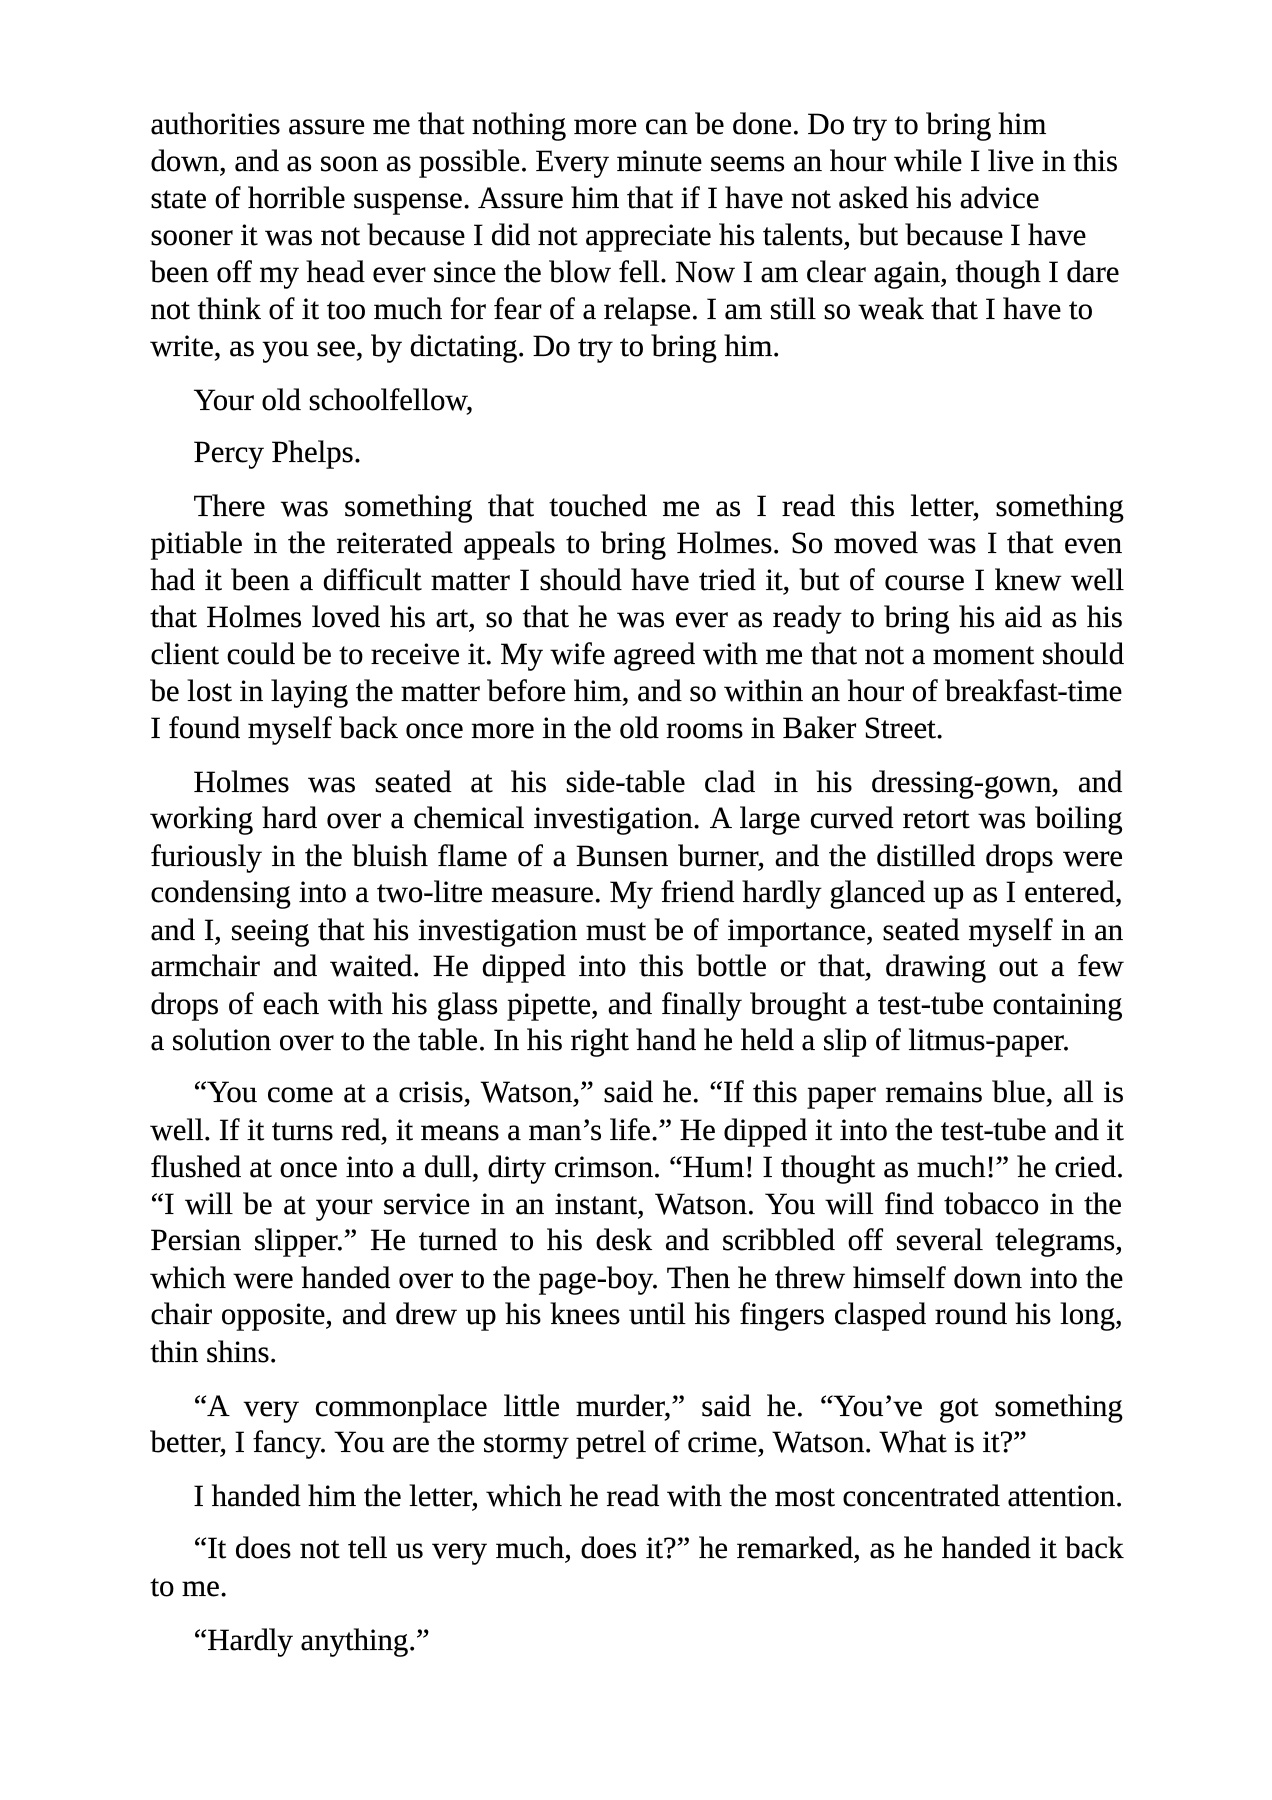 authorities assure me that nothing more can be done. Do try to bring him
down, and as soon as possible. Every minute seems an hour while I live in this
state of horrible suspense. Assure him that if I have not asked his advice
sooner it was not because I did not appreciate his talents, but because I have
been off my head ever since the blow fell. Now I am clear again, though I dare
not think of it too much for fear of a relapse. I am still so weak that I have to
write, as you see, by dictating. Do try to bring him.
Your old schoolfellow,
Percy Phelps.
There was something that touched me as I read this letter, something
pitiable in the reiterated appeals to bring Holmes. So moved was I that even
had it been a difficult matter I should have tried it, but of course I knew well
that Holmes loved his art, so that he was ever as ready to bring his aid as his
client could be to receive it. My wife agreed with me that not a moment should
be lost in laying the matter before him, and so within an hour of breakfast-time
I found myself back once more in the old rooms in Baker Street.
Holmes was seated at his side-table clad in his dressing-gown, and
working hard over a chemical investigation. A large curved retort was boiling
furiously in the bluish flame of a Bunsen burner, and the distilled drops were
condensing into a two-litre measure. My friend hardly glanced up as I entered,
and I, seeing that his investigation must be of importance, seated myself in an
armchair and waited. He dipped into this bottle or that, drawing out a few
drops of each with his glass pipette, and finally brought a test-tube containing
a solution over to the table. In his right hand he held a slip of litmus-paper.
“You come at a crisis, Watson,” said he. “If this paper remains blue, all is
well. If it turns red, it means a man’s life.” He dipped it into the test-tube and it
flushed at once into a dull, dirty crimson. “Hum! I thought as much!” he cried.
“I will be at your service in an instant, Watson. You will find tobacco in the
Persian slipper.” He turned to his desk and scribbled off several telegrams,
which were handed over to the page-boy. Then he threw himself down into the
chair opposite, and drew up his knees until his fingers clasped round his long,
thin shins.
“A very commonplace little murder,” said he. “You’ve got something
better, I fancy. You are the stormy petrel of crime, Watson. What is it?”
I handed him the letter, which he read with the most concentrated attention.
“It does not tell us very much, does it?” he remarked, as he handed it back
to me.
“Hardly anything.”